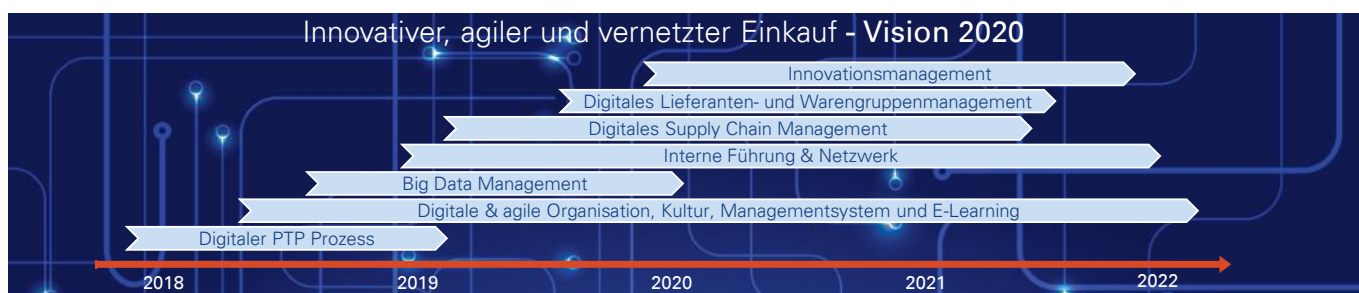 Innovativer, agiler und vernetzter Einkauf - Vision 2020
Innovationsmanagement
Digitales Lieferanten- und Warengruppenmanagement
Digitales Supply Chain Management
Interne Führung & Netzwerk
Big Data Management
Digitale & agile Organisation, Kultur, Managementsystem und E-Learning
Digitaler PTP Prozess
2018 2019 2020 2021 2022